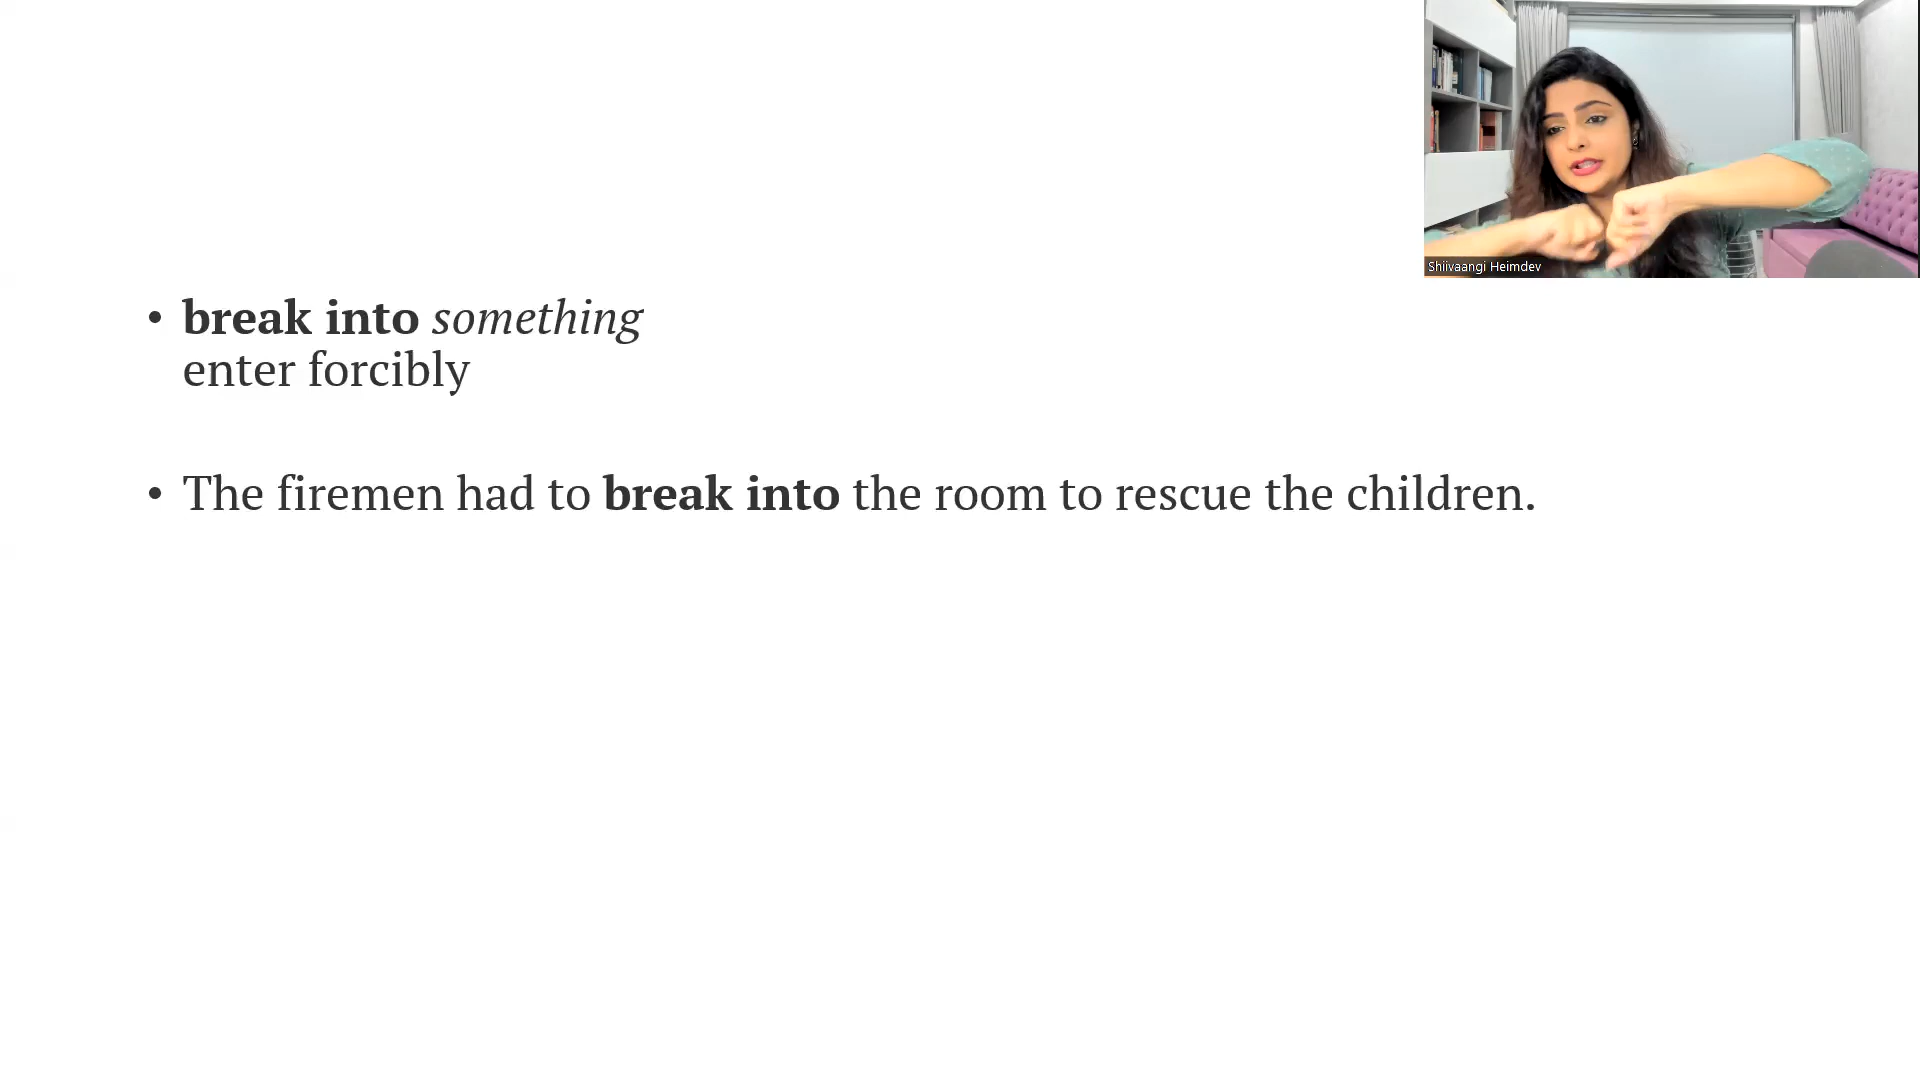 Shiivaangi Heimdev
• break into something
enter forcibly
• The firemen had to break into the room to rescue the children.